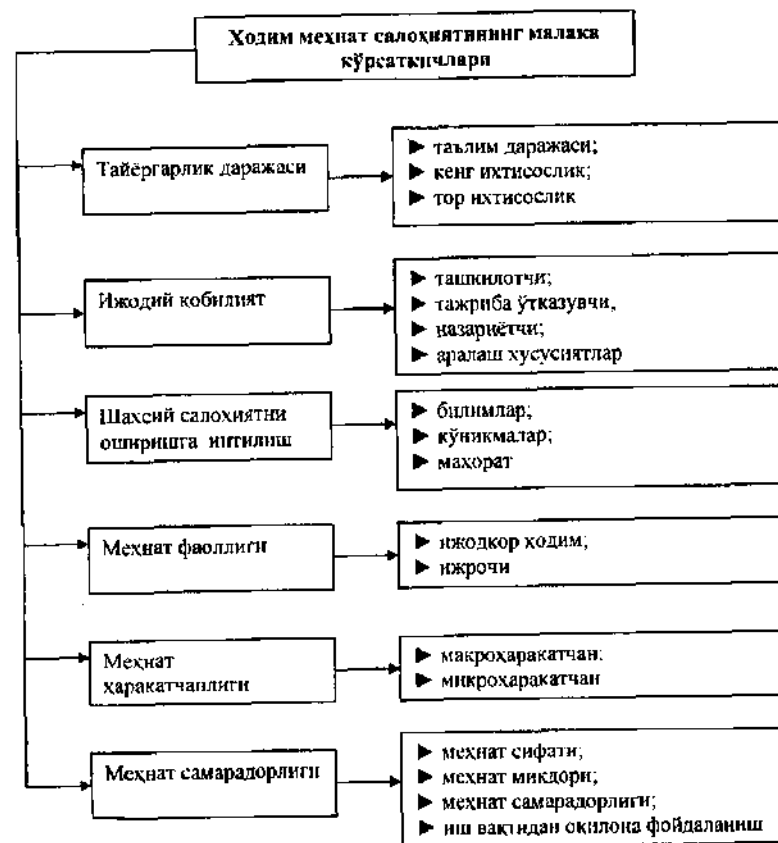 Ходим меҳнат салоҳиятининг малака
кўрсаткичлари
Тайёргарлик даражаси
➤ таълим даражаси;
➤ кенг ихтисослик;
➤ тор ихтисослик
Ижодий қобилият
➤ ташкилотчи;
➤ тажриба ўтказувчи,
➤ назариётчи;
➤ аралаш хусусиятлар
Шахсий салоҳиятни
оширишга интилиш
➤ билимлар;
➤ кўникмалар;
➤ маҳорат
Меҳнат фаоллиги
➤ ижодкор ходим;
➤ ижрочи
Меҳнат
ҳаракатчанлиги
➤ макроҳаракатчан;
➤ микроҳаракатчан
Меҳнат самарадорлиги
➤ меҳнат сифати;
➤ меҳнат миқдори;
➤ меҳнат самарадорлиги;
➤ иш вақтидан оқилона фойдаланиш